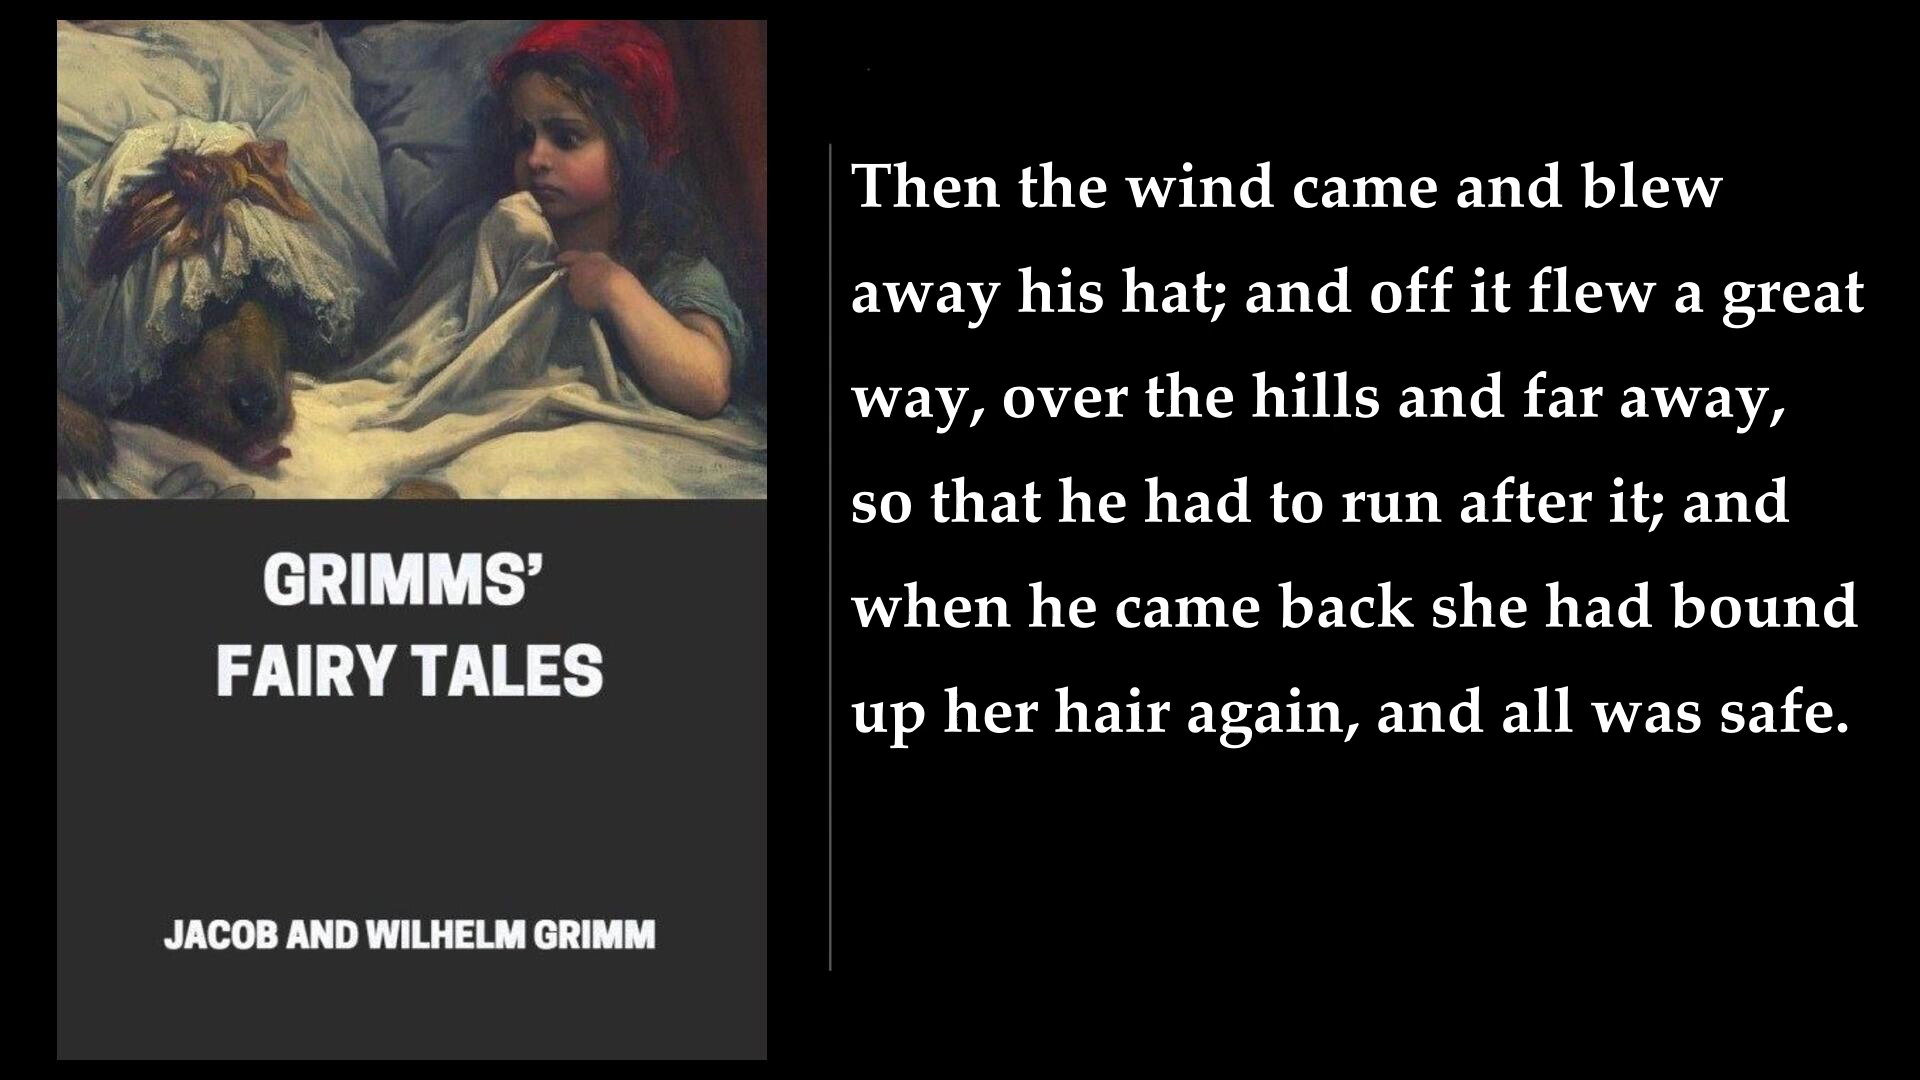 GRIMMS’
FAIRY TALES
JACOB AND WILHELM GRIMM
Then the wind came and blew
away his hat; and off it flew a great
way, over the hills and far away,
so that he had to run after it; and
when he came back she had bound
up her hair again, and all was safe.